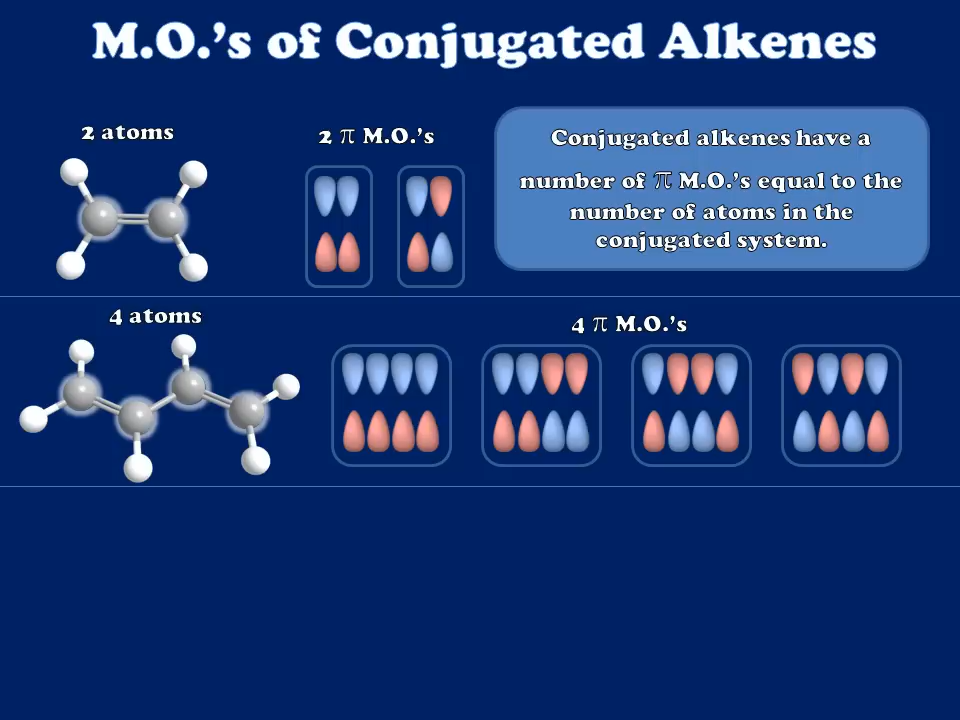 M.O.'s of Conjugated Alkenes
2 atoms
2 π M.O.'s
Conjugated alkenes have a
number of π M.O.'s equal to the
number of atoms in the
conjugated system.
4 atoms
4 π M.O.'s